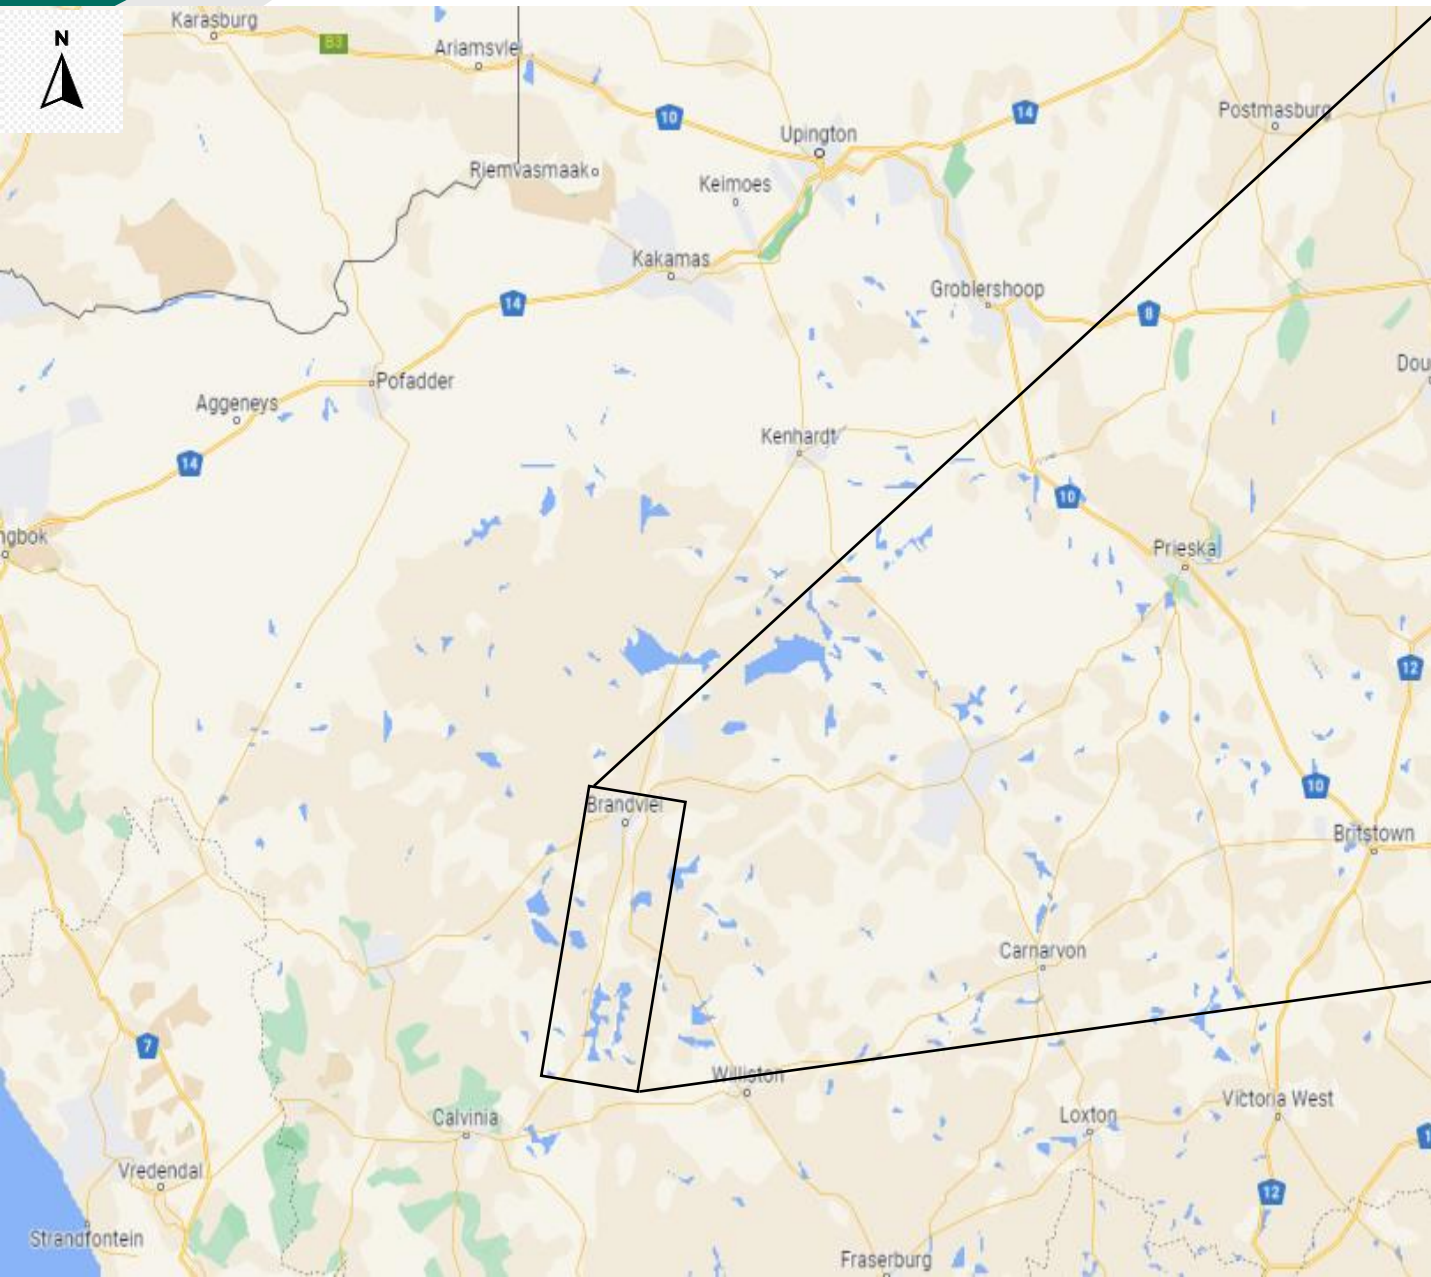 Karasburg
N
B3
Ariamsvlei
10
14
Postmasburg
Upington
Riemvasmaak
Keimoes
Kakamas
Groblershoop
14
8
Dou
Pofadder
Aggeneys
Kenhardt
14
10
ngbok
Prieska
12
10
Brandvlei
Britstown
Carnarvon
7
Williston
Victoria West
Calvinia
Loxton
1
Vredendal
12
Strandfontein
Fraserburg